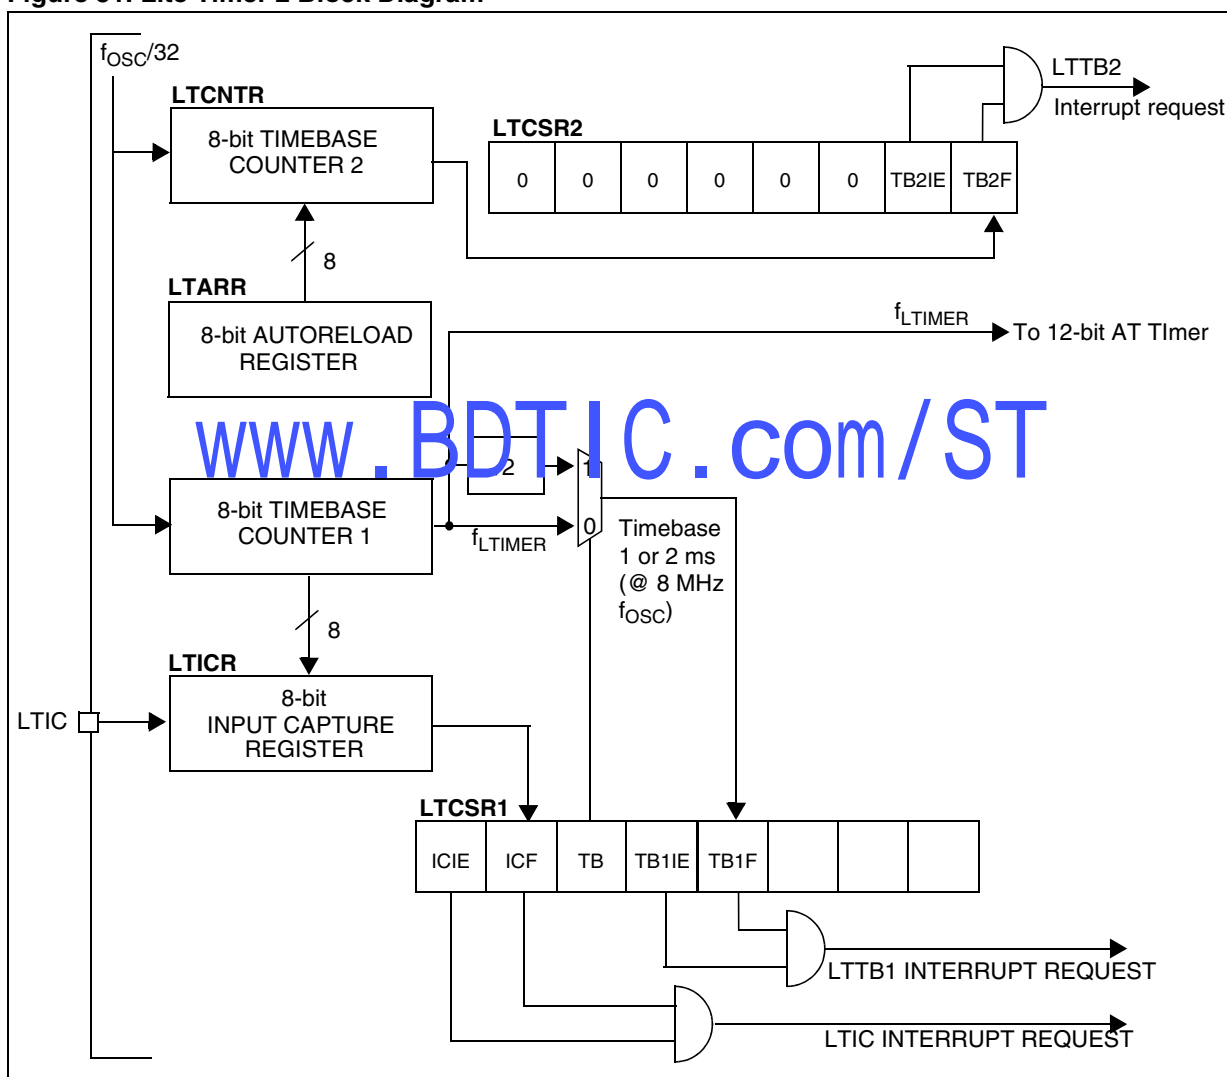 fOSC/32
LTCNTR
8-bit TIMEBASE
COUNTER 2
8
LTARR
8-bit AUTORELOAD
REGISTER
LTCSR2
0 0 0 0 0 0 TB2IE TB2F
LTTB2
Interrupt request
fLTIMER
To 12-bit AT TImer
www.BDTIC.com/ST
2
1
0
8-bit TIMEBASE
COUNTER 1
fLTIMER
Timebase
1 or 2 ms
(@ 8 MHz
fOSC)
8
LTICR
LTIC
8-bit
INPUT CAPTURE
REGISTER
LTCSR1
ICIE ICF TB TB1IE TB1F
LTTB1 INTERRUPT REQUEST
LTIC INTERRUPT REQUEST